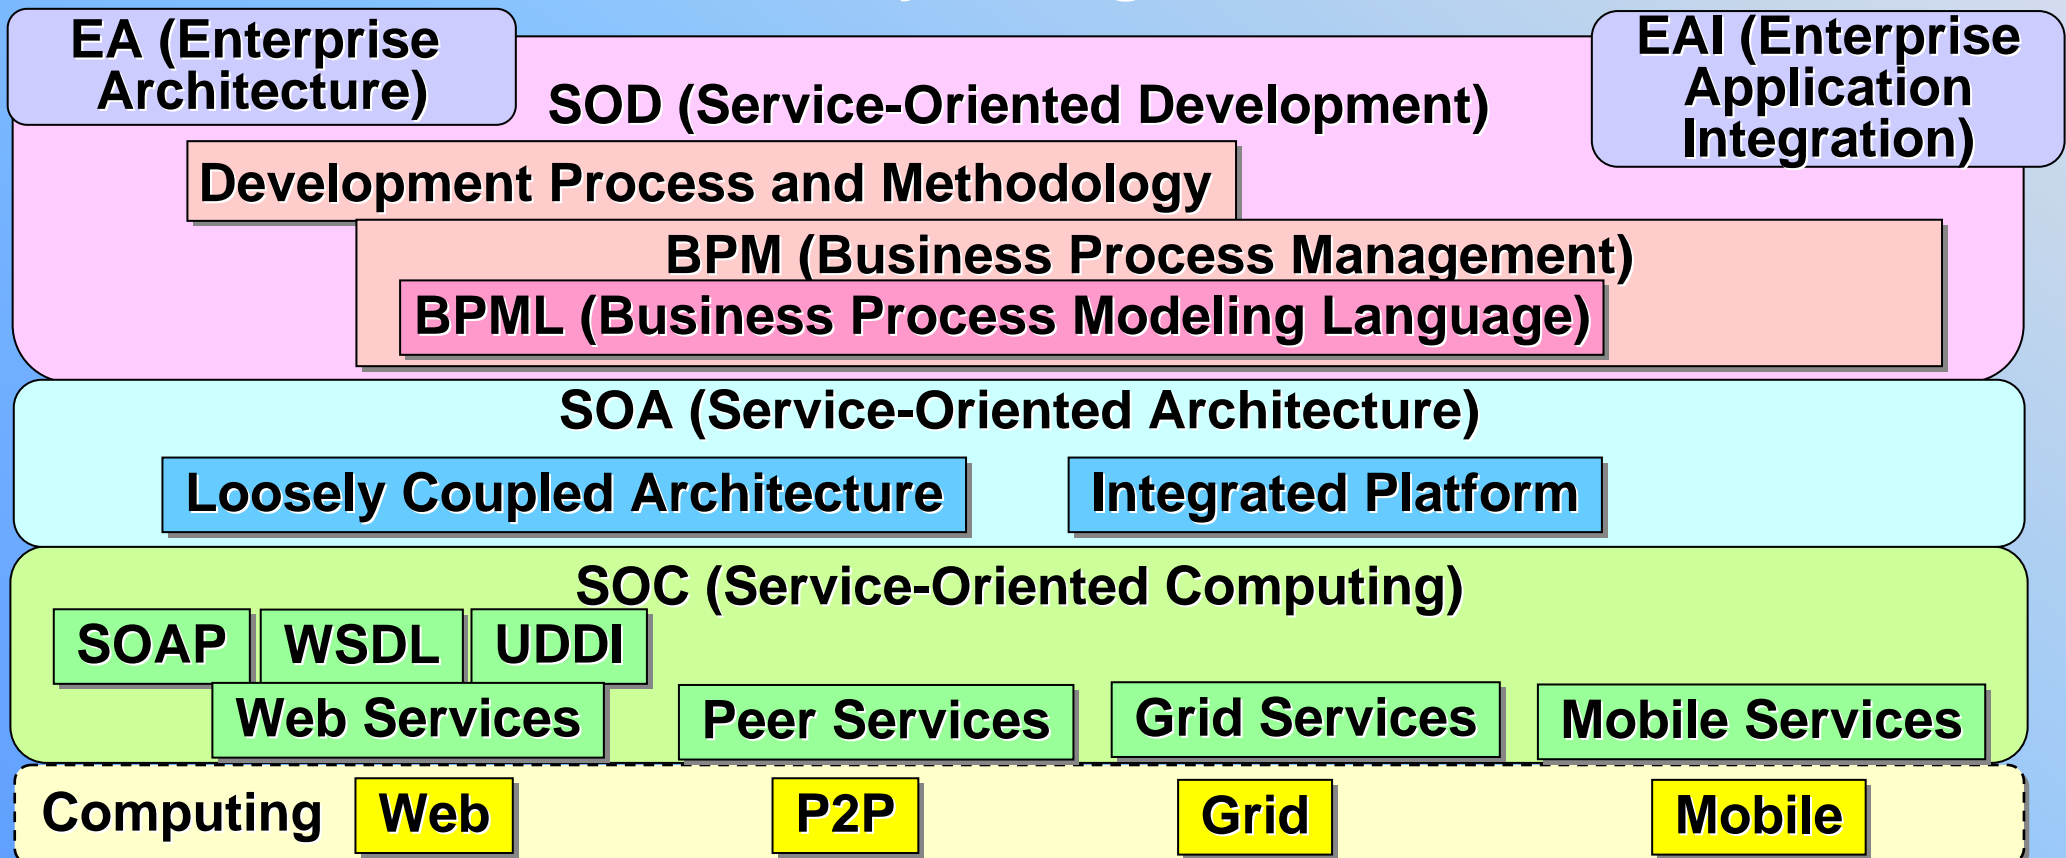 EA (Enterprise
Architecture)
EAI (Enterprise
Application
Integration)
SOD (Service-Oriented Development)
Development Process and Methodology
BPM (Business Process Management)
BPML (Business Process Modeling Language)
SOA (Service-Oriented Architecture)
Loosely Coupled Architecture
Integrated Platform
SOC (Service-Oriented Computing)
SOAP
WSDL
UDDI
Web Services
Peer Services
Grid Services
Mobile Services
Computing
Web
P2P
Grid
Mobile